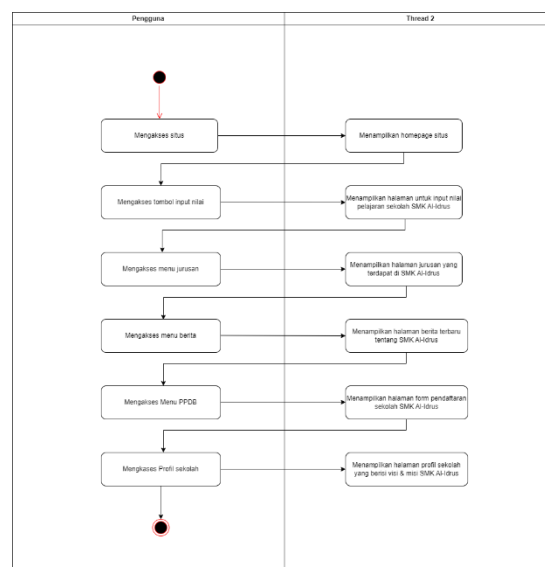 Pengguna
Thread 2
Mengakses situs
Menampilkan homepage situs
Mengakses tombol input nilai
Menampilkan halaman untuk input nilai
pelajaran sekolah SMK Al-Idrus
Mengakses menu jurusan
Menampilkan halaman jurusan yang
terdapat di SMK Al-Idrus
Mengakses menu berita
Menampilkan halaman berita terbaru
tentang SMK Al-Idrus
Mengakses Menu PPDB
Menampilkan halaman form pendaftaran
sekolah SMK Al-Idrus
Mengkases Profil sekolah
Menampilkan halaman profil sekolah
yang berisi visi & misi SMK Al-Idrus